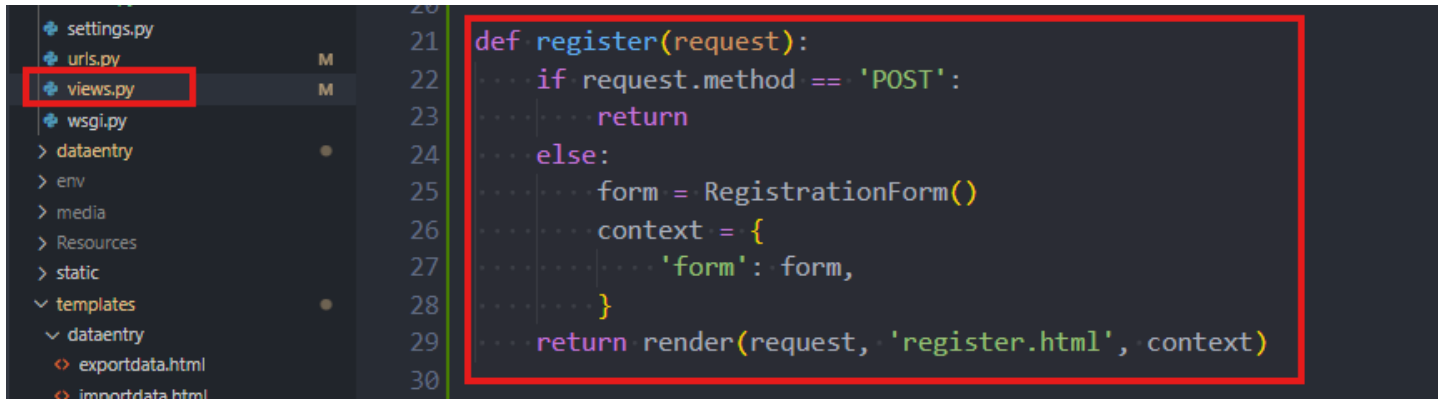 settings.py
urls.py M
views.py M
wsgi.py
> dataentry
> env
> media
> Resources
> static
templates
dataentry
<> exportdata.html
<> importdata.html
20
21 def register(request):
22 if request.method == 'POST':
23 return
24 else:
25 form = RegistrationForm()
26 context = {
27 'form': form,
28 }
29 return render(request, 'register.html', context)
30